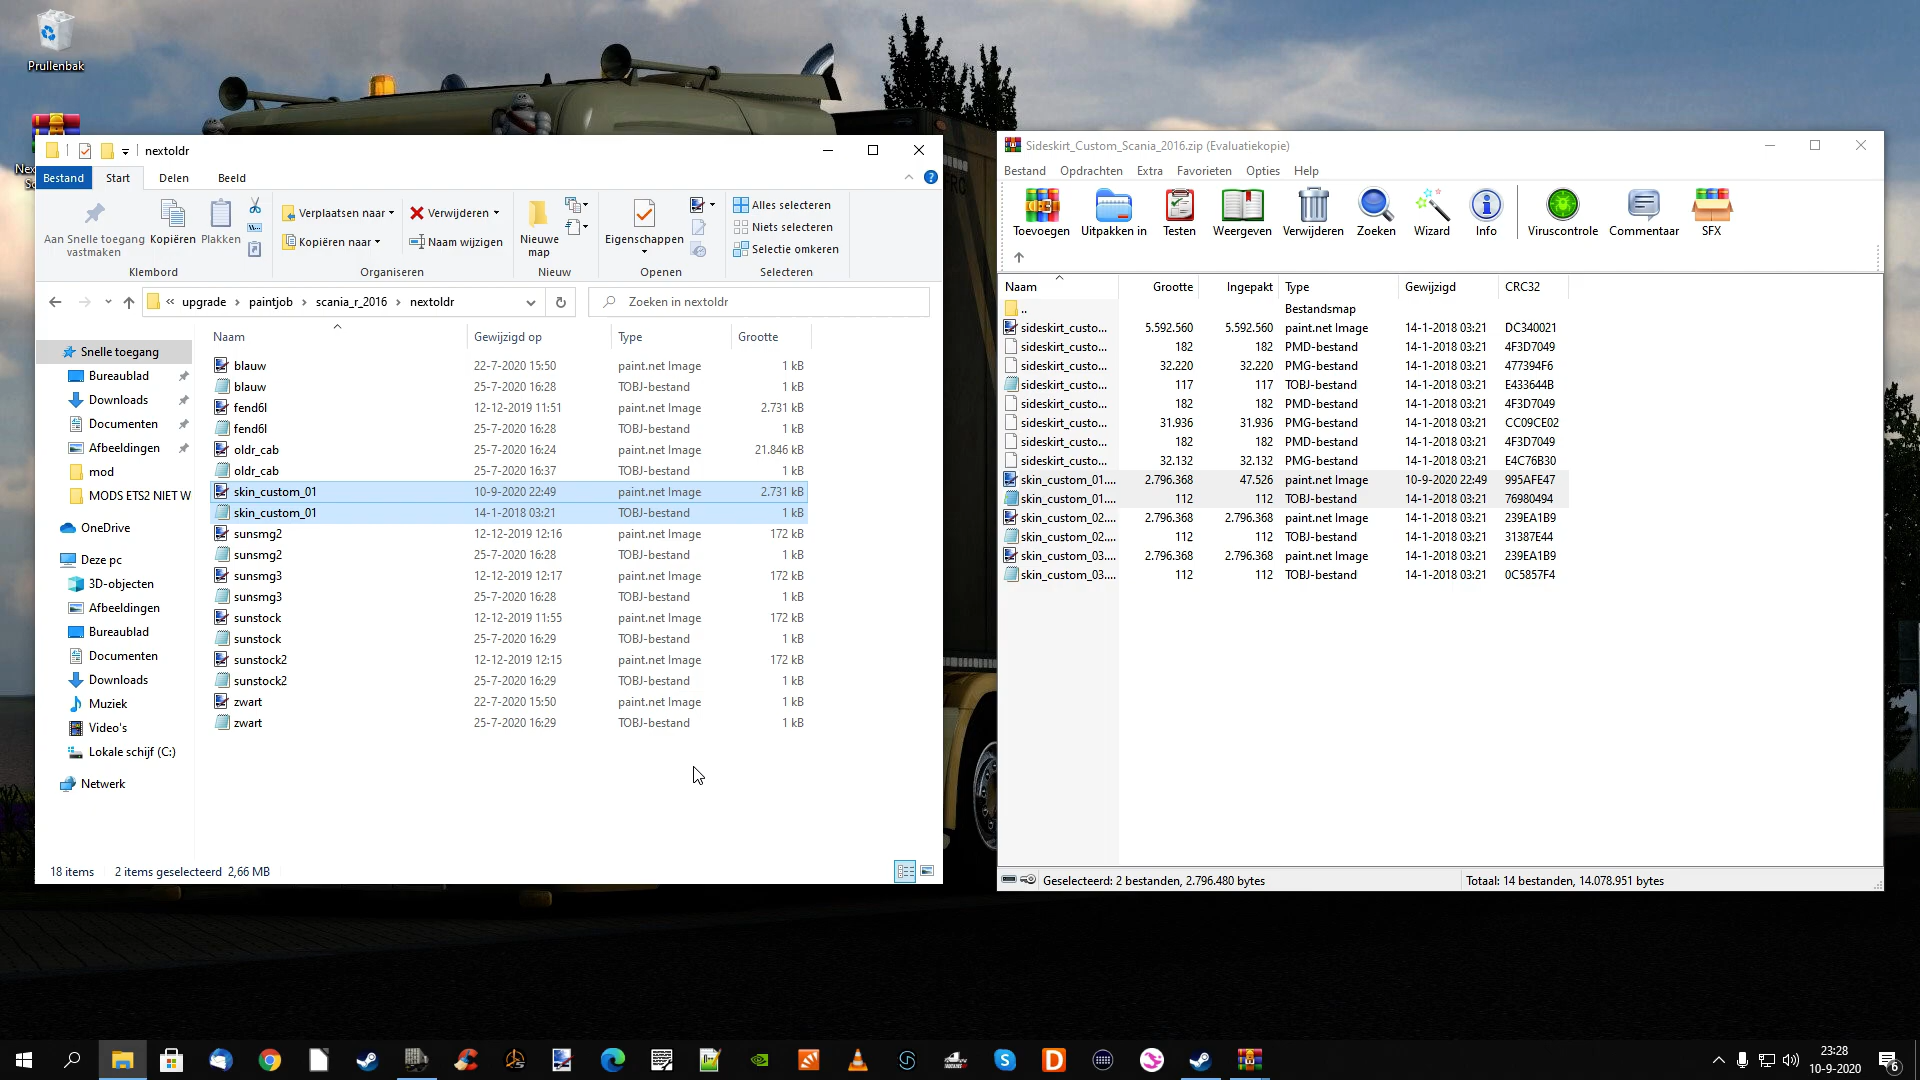 Prullenbak
nextoldr
Bestand
Start
Delen
Beeld
Aan Snelle toegang
vastmaken
Kopiëren
Plakken
Klembord
Verplaatsen naar
Kopiëren naar
Verwijderen
Naam wijzigen
Organiseren
Nieuwe
map
Nieuw
Eigenschappen
Openen
Alles selecteren
Niets selecteren
Selectie omkeren
Selecteren
« upgrade › paintjob › scania_r_2016 › nextoldr
Zoeken in nextoldr
Naam Gewijzigd op Type Grootte
Snelle toegang
Bureaublad
Downloads
Documenten
Afbeeldingen
mod
MODS ETS2 NIET W
OneDrive
Deze pc
3D-objecten
Afbeeldingen
Bureaublad
Documenten
Downloads
Muziek
Video's
Lokale schijf (C:)
Netwerk
blauw 22-7-2020 15:50 paint.net Image 1 kB
blauw 25-7-2020 16:28 TOBJ-bestand 1 kB
fend6l 12-12-2019 11:51 paint.net Image 2.731 kB
fend6l 25-7-2020 16:28 TOBJ-bestand 1 kB
oldr_cab 25-7-2020 16:24 paint.net Image 21.846 kB
oldr_cab 25-7-2020 16:37 TOBJ-bestand 1 kB
skin_custom_01 10-9-2020 22:49 paint.net Image 2.731 kB
skin_custom_01 14-1-2018 03:21 TOBJ-bestand 1 kB
sunsmg2 12-12-2019 12:16 paint.net Image 172 kB
sunsmg2 25-7-2020 16:28 TOBJ-bestand 1 kB
sunsmg3 12-12-2019 12:17 paint.net Image 172 kB
sunsmg3 25-7-2020 16:28 TOBJ-bestand 1 kB
sunstock 12-12-2019 11:55 paint.net Image 172 kB
sunstock 25-7-2020 16:29 TOBJ-bestand 1 kB
sunstock2 12-12-2019 12:15 paint.net Image 172 kB
sunstock2 25-7-2020 16:29 TOBJ-bestand 1 kB
zwart 22-7-2020 15:50 paint.net Image 1 kB
zwart 25-7-2020 16:29 TOBJ-bestand 1 kB
18 items 2 items geselecteerd 2,66 MB
Sideskirt_Custom_Scania_2016.zip (Evaluatiekopie)
Bestand Opdrachten Extra Favorieten Opties Help
Toevoegen Uitpakken in Testen Weergeven Verwijderen Zoeken Wizard Info Viruscontrole Commentaar SFX
Naam Grootte Ingepakt Type Gewijzigd CRC32
.. Bestandsmap
sideskirt_custo... 5.592.560 5.592.560 paint.net Image 14-1-2018 03:21 DC340021
sideskirt_custo... 182 182 PMD-bestand 14-1-2018 03:21 4F3D7049
sideskirt_custo... 32.220 32.220 PMG-bestand 14-1-2018 03:21 477394F6
sideskirt_custo... 117 117 TOBJ-bestand 14-1-2018 03:21 E433644B
sideskirt_custo... 182 182 PMD-bestand 14-1-2018 03:21 4F3D7049
sideskirt_custo... 31.936 31.936 PMG-bestand 14-1-2018 03:21 CC09CE02
sideskirt_custo... 182 182 PMD-bestand 14-1-2018 03:21 4F3D7049
sideskirt_custo... 32.132 32.132 PMG-bestand 14-1-2018 03:21 E4C76B30
skin_custom_01.... 2.796.368 47.526 paint.net Image 10-9-2020 22:49 995AFE47
skin_custom_01.... 112 112 TOBJ-bestand 14-1-2018 03:21 76980494
skin_custom_02.... 2.796.368 2.796.368 paint.net Image 14-1-2018 03:21 239EA1B9
skin_custom_02.... 112 112 TOBJ-bestand 14-1-2018 03:21 31387E44
skin_custom_03.... 2.796.368 2.796.368 paint.net Image 14-1-2018 03:21 239EA1B9
skin_custom_03.... 112 112 TOBJ-bestand 14-1-2018 03:21 0C5857F4
Geselecteerd: 2 bestanden, 2.796.480 bytes
Totaal: 14 bestanden, 14.078.951 bytes
23:28
10-9-2020
6